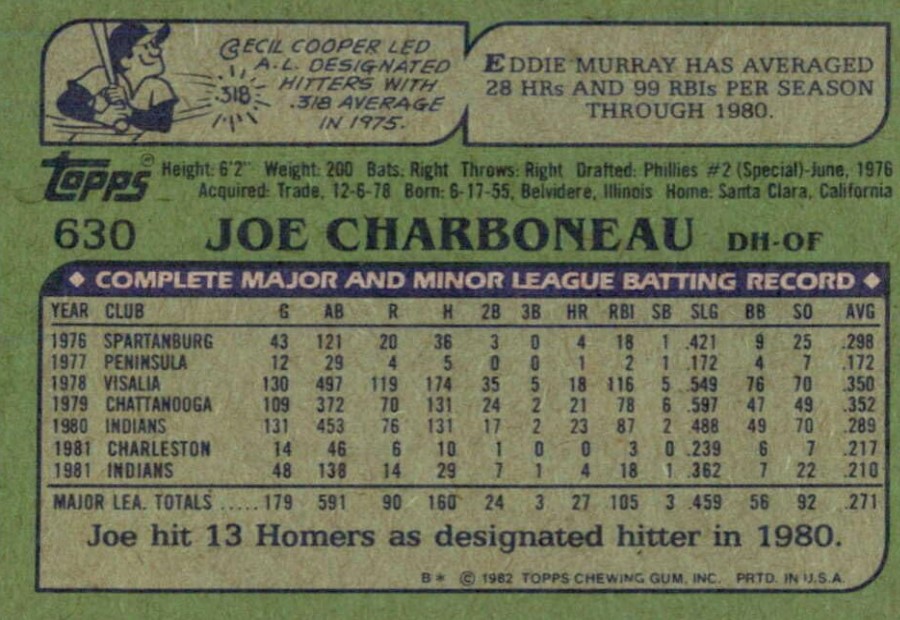 CECIL COOPER LED
A.L. DESIGNATED
HITTERS WITH
.318 AVERAGE
IN 1975.
.318
EDDIE MURRAY HAS AVERAGED
28 HRs AND 99 RBIs PER SEASON
THROUGH 1980.
Topps® Height: 6'2" Weight: 200 Bats: Right Throws: Right Drafted: Phillies #2 (Special)-June, 1976
Acquired: Trade, 12-6-78 Born: 6-17-55, Belvidere, Illinois Home: Santa Clara, California
630 JOE CHARBONEAU DH-OF
◆ COMPLETE MAJOR AND MINOR LEAGUE BATTING RECORD ◆
YEAR CLUB G AB R H 2B 3B HR RBI SB SLG BB SO AVG
1976 SPARTANBURG 43 121 20 36 3 0 4 18 1 .421 9 25 .298
1977 PENINSULA 12 29 4 5 0 0 1 2 1 .172 4 7 .172
1978 VISALIA 130 497 119 174 35 5 18 116 5 .549 76 70 .350
1979 CHATTANOOGA 109 372 70 131 24 2 21 78 6 .597 47 49 .352
1980 INDIANS 131 453 76 131 17 2 23 87 2 .488 49 70 .289
1981 CHARLESTON 14 46 6 10 1 0 0 3 0 .239 6 7 .217
1981 INDIANS 48 138 14 29 7 1 4 18 1 .362 7 22 .210
MAJOR LEA. TOTALS .....179 591 90 160 24 3 27 105 3 .459 56 92 .271
Joe hit 13 Homers as designated hitter in 1980.
B* © 1982 TOPPS CHEWING GUM, INC. PRTD. IN U.S.A.